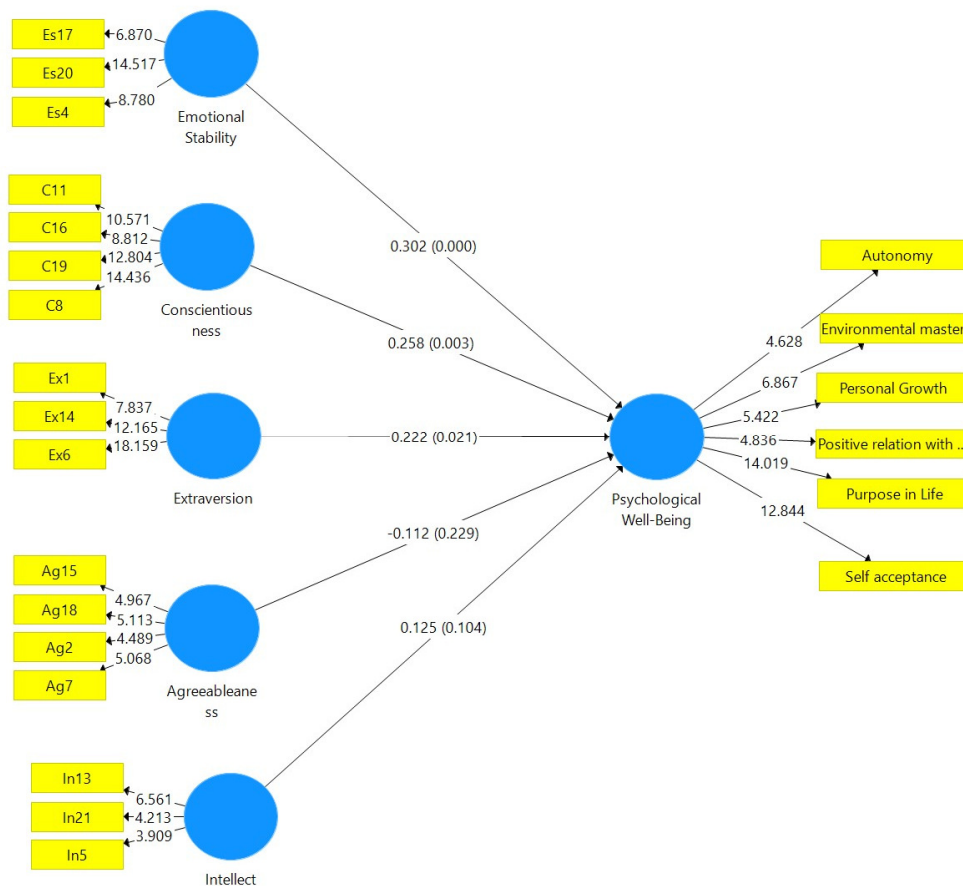 Es17
6.870
Es20
14.517
Es4
8.780
Emotional
Stability
0.302 (0.000)
C11
10.571
C16
8.812
C19
12.804
C8
14.436
Conscientious
ness
0.258 (0.003)
Ex1
7.837
Ex14
12.165
Ex6
18.159
Extraversion
0.222 (0.021)
Ag15
4.967
Ag18
5.113
Ag2
4.489
Ag7
5.068
Agreeableane
ss
-0.112 (0.229)
In13
6.561
In21
4.213
In5
3.909
Intellect
0.125 (0.104)
Psychological
Well-Being
Autonomy
4.628
Environmental master
6.867
Personal Growth
5.422
Positive relation with ..
4.836
Purpose in Life
14.019
Self acceptance
12.844